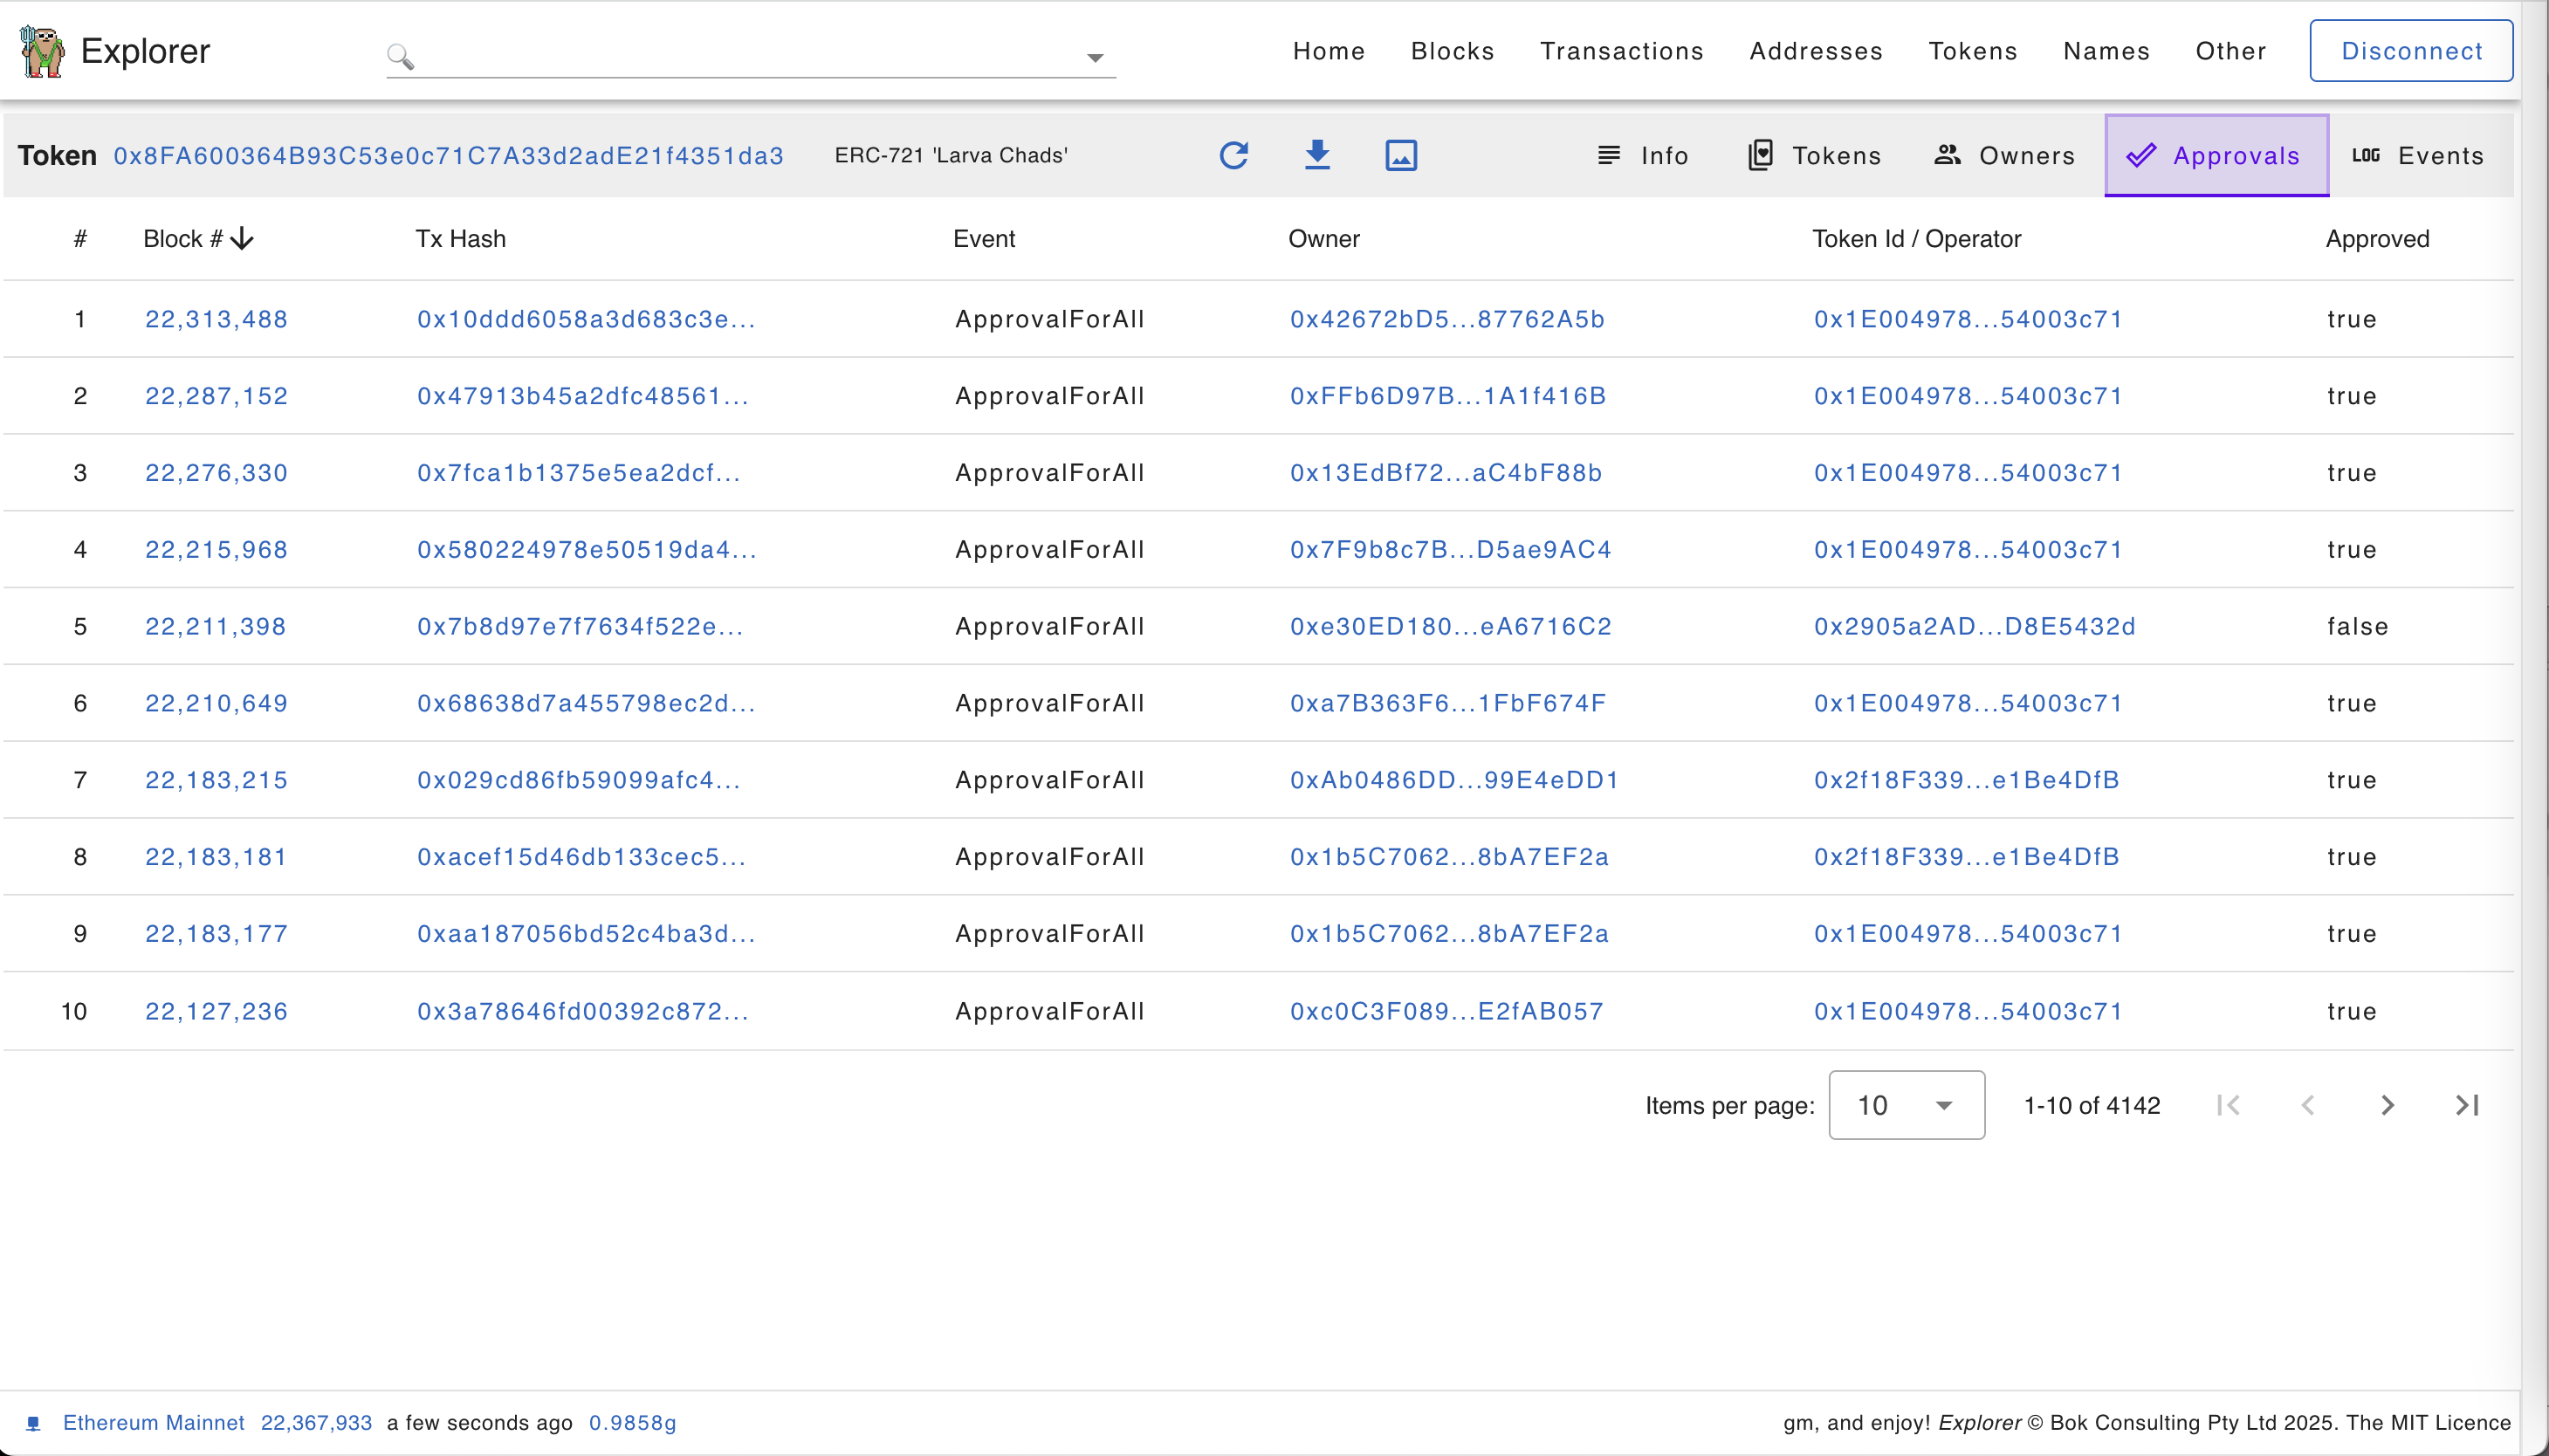 Explorer Home Blocks Transactions Addresses Tokens Names Other Disconnect
Token 0x8FA600364B93C53e0c71C7A33d2adE21f4351da3 ERC-721 'Larva Chads' Info Tokens Owners Approvals LOG Events
# Block # Tx Hash Event Owner Token Id / Operator Approved
1 22,313,488 0x10ddd6058a3d683c3e... ApprovalForAll 0x42672bD5...87762A5b 0x1E004978...54003c71 true
2 22,287,152 0x47913b45a2dfc48561... ApprovalForAll 0xFFb6D97B...1A1f416B 0x1E004978...54003c71 true
3 22,276,330 0x7fca1b1375e5ea2dcf... ApprovalForAll 0x13EdBf72...aC4bF88b 0x1E004978...54003c71 true
4 22,215,968 0x580224978e50519da4... ApprovalForAll 0x7F9b8c7B...D5ae9AC4 0x1E004978...54003c71 true
5 22,211,398 0x7b8d97e7f7634f522e... ApprovalForAll 0xe30ED180...eA6716C2 0x2905a2AD...D8E5432d false
6 22,210,649 0x68638d7a455798ec2d... ApprovalForAll 0xa7B363F6...1FbF674F 0x1E004978...54003c71 true
7 22,183,215 0x029cd86fb59099afc4... ApprovalForAll 0xAb0486DD...99E4eDD1 0x2f18F339...e1Be4DfB true
8 22,183,181 0xacef15d46db133cec5... ApprovalForAll 0x1b5C7062...8bA7EF2a 0x2f18F339...e1Be4DfB true
9 22,183,177 0xaa187056bd52c4ba3d... ApprovalForAll 0x1b5C7062...8bA7EF2a 0x1E004978...54003c71 true
10 22,127,236 0x3a78646fd00392c872... ApprovalForAll 0xc0C3F089...E2fAB057 0x1E004978...54003c71 true
Items per page: 10 1-10 of 4142
Ethereum Mainnet 22,367,933 a few seconds ago 0.9858g gm, and enjoy! Explorer © Bok Consulting Pty Ltd 2025. The MIT Licence